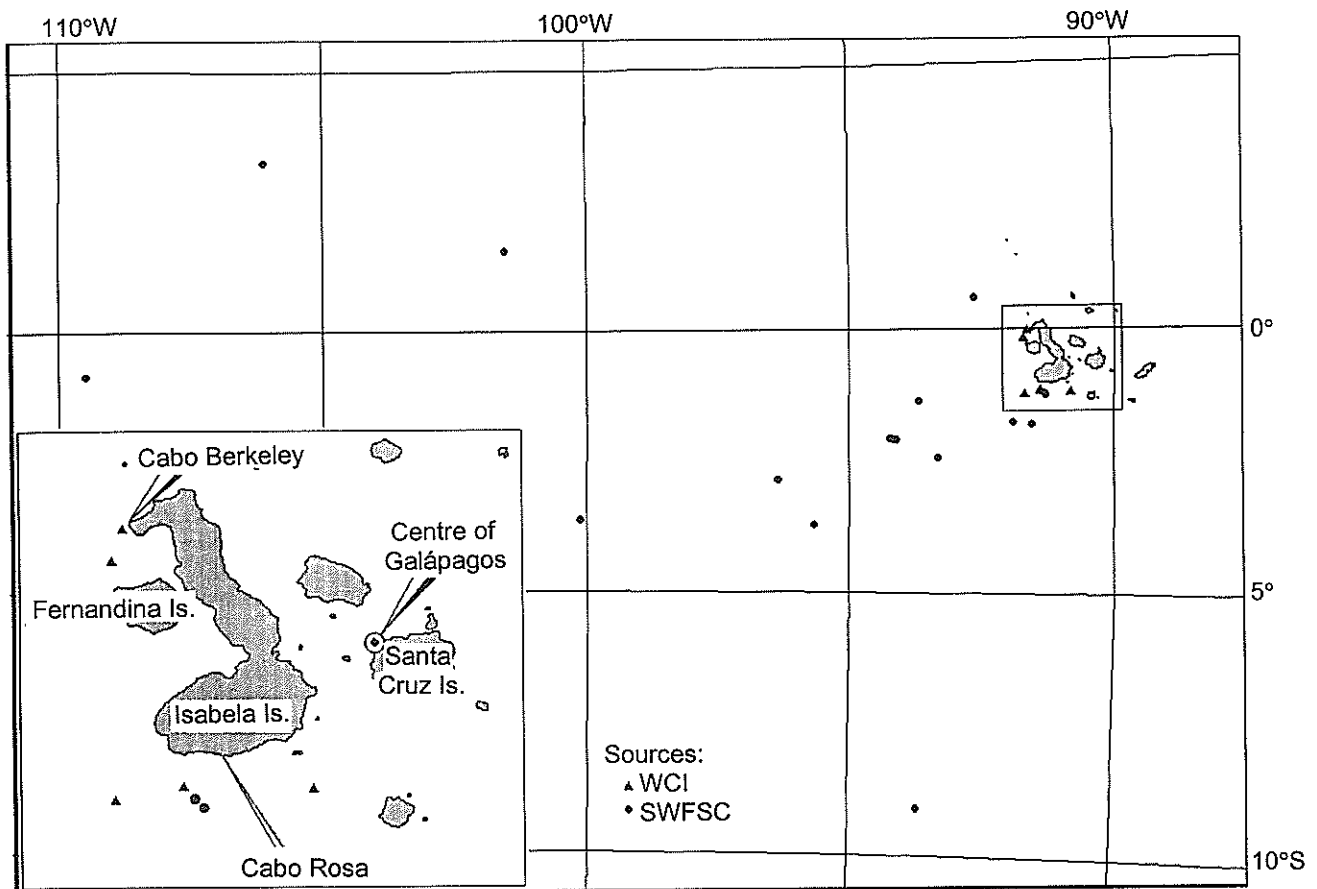 110°W
100°W
90°W
0°
Cabo Berkeley
Centre of
Galápagos
Fernandina Is.
Santa
Cruz Is.
Isabela Is.
Cabo Rosa
5°
Sources:
WCI
SWFSC
10°S